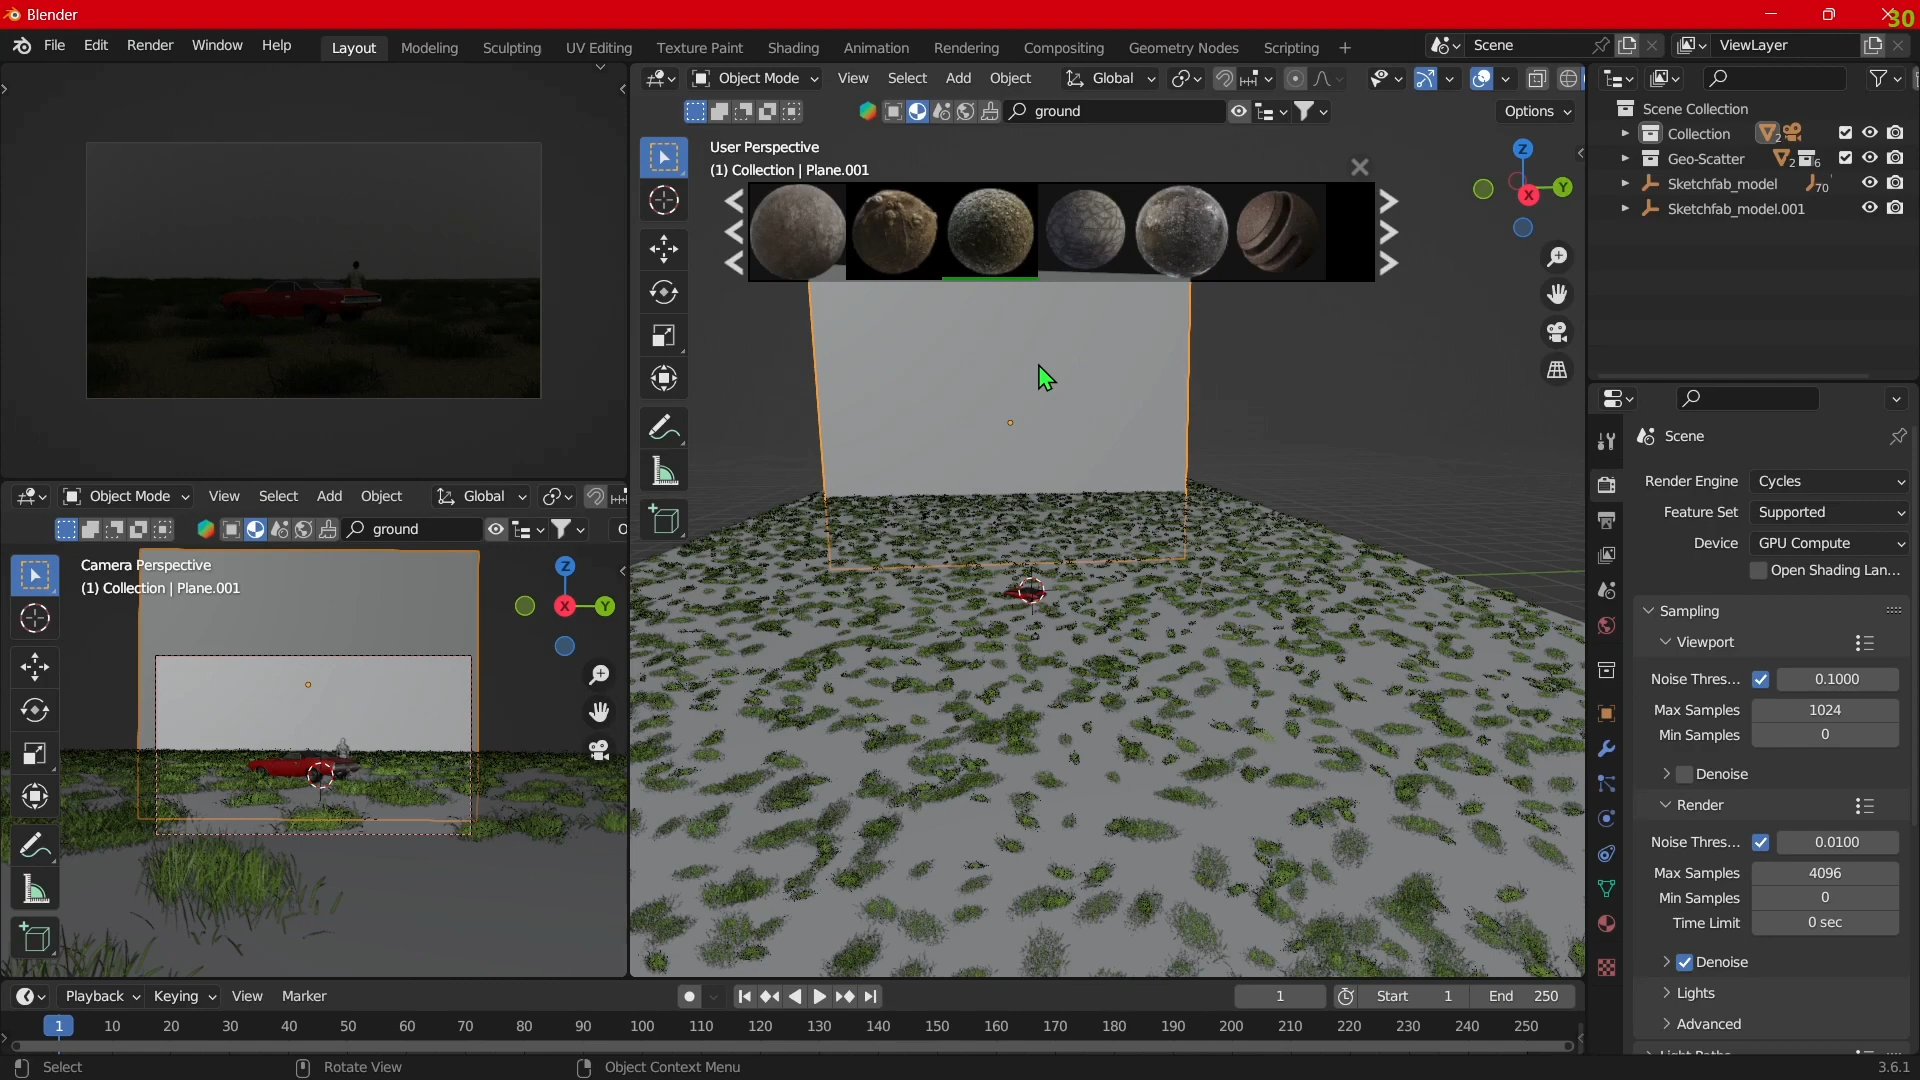 Blender
30
File Edit Render Window Help
Layout Modeling Sculpting UV Editing Texture Paint Shading Animation Rendering Compositing Geometry Nodes Scripting +
Scene
ViewLayer
Object Mode View Select Add Object Global
ground
Options
User Perspective
(1) Collection | Plane.001
Z
Y
X
Scene Collection
Collection 2
Geo-Scatter 2 6
Sketchfab_model 70
Sketchfab_model.001
Scene
Render Engine Cycles
Feature Set Supported
Device GPU Compute
Open Shading Lan...
Sampling
Viewport
Noise Thres... 0.1000
Max Samples 1024
Min Samples 0
Denoise
Render
Noise Thres... 0.0100
Max Samples 4096
Min Samples 0
Time Limit 0 sec
Denoise
Lights
Advanced
Object Mode View Select Add Object Global
ground
Camera Perspective
(1) Collection | Plane.001
Z
X
Y
Playback Keying View Marker
1 Start 1 End 250
1 10 20 30 40 50 60 70 80 90 100 110 120 130 140 150 160 170 180 190 200 210 220 230 240 250
Select Rotate View Object Context Menu
3.6.1